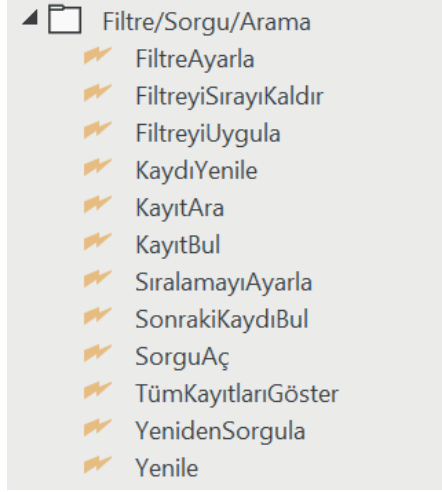 Filtre/Sorgu/Arama
FiltreAyarla
FiltreyiSırayıKaldır
FiltreyiUygula
KaydıYenile
KayıtAra
KayıtBul
SıralamayıAyarla
SonrakiKaydıBul
SorguAç
TümKayıtlarıGöster
YenidenSorgula
Yenile